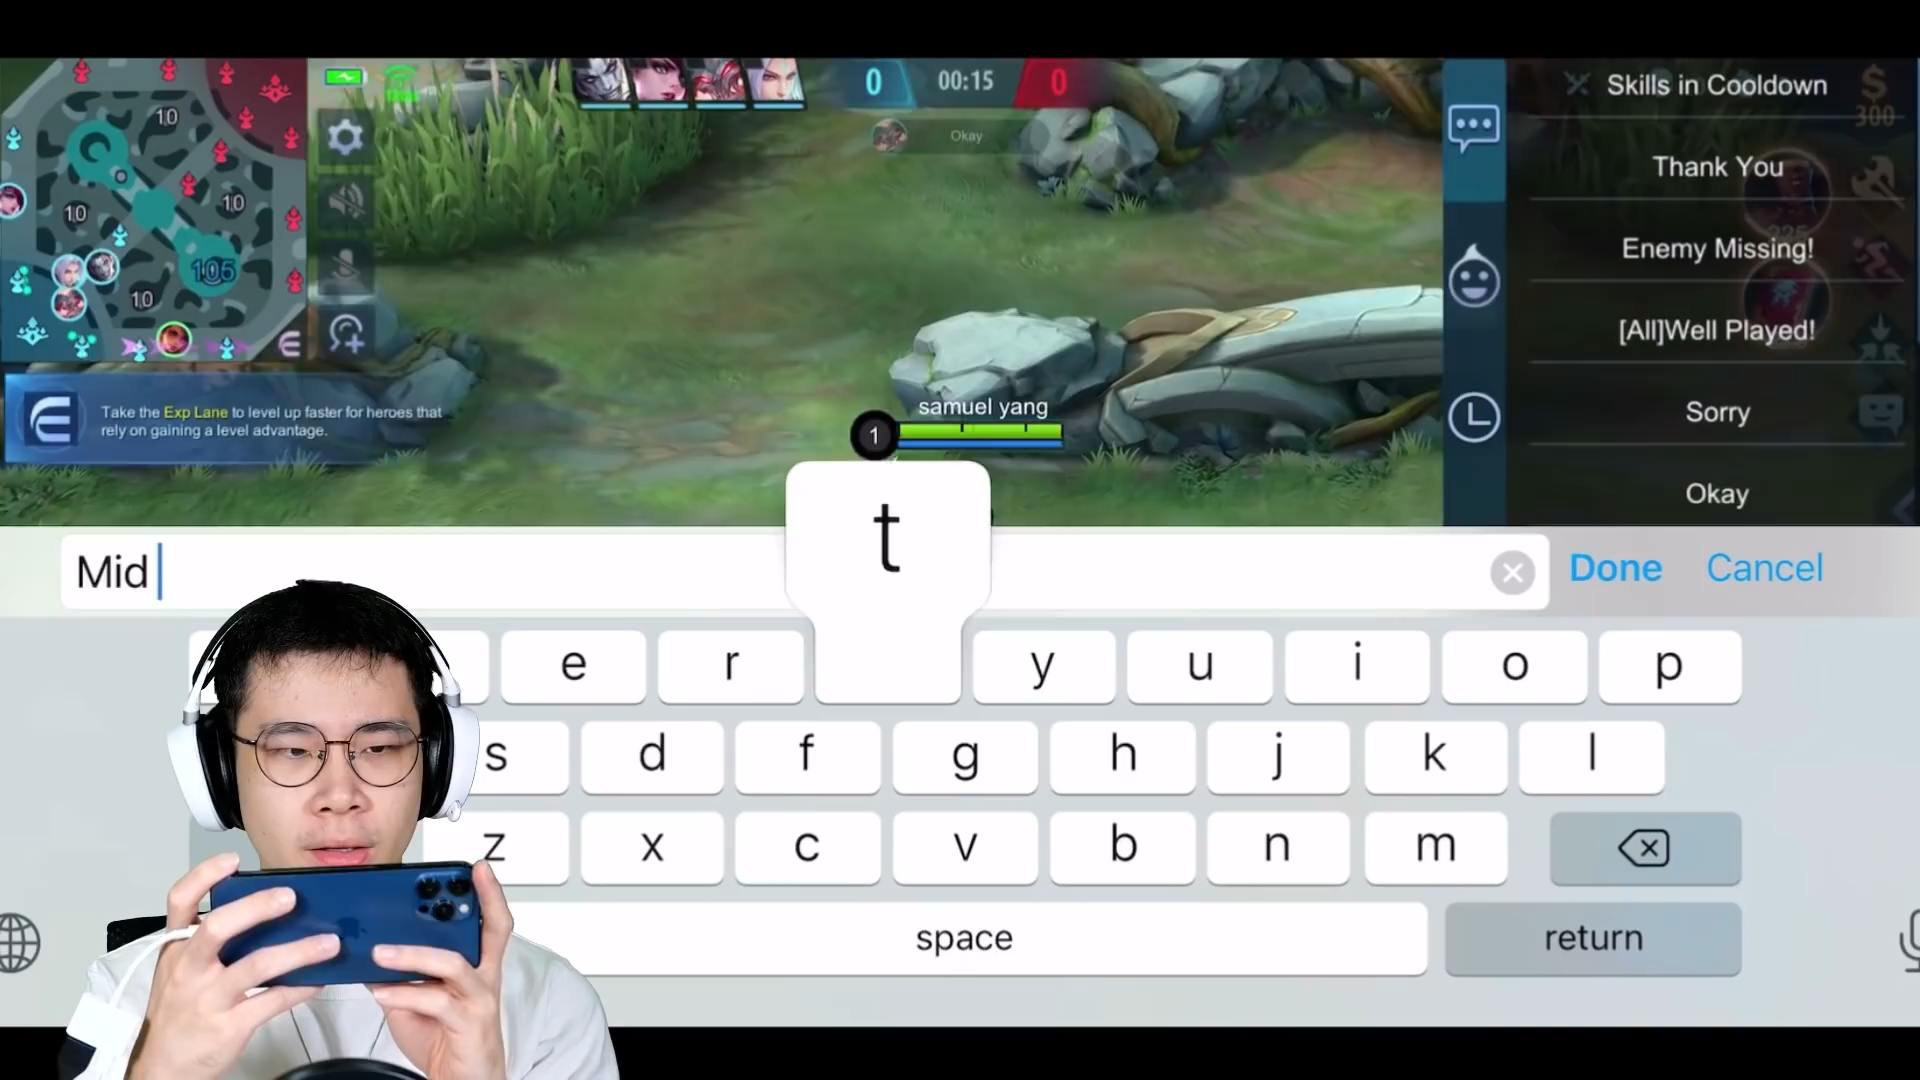 10
10
10
105
10
0
00:15
0
Okay
Take the Exp Lane to level up faster for heroes that
rely on gaining a level advantage.
samuel yang
1
Skills in Cooldown
300
Thank You
Enemy Missing!
[All]Well Played!
Sorry
Okay
Mid
t
Done
Cancel
e r y u i o p
s d f g h j k l
z x c v b n m
space
return